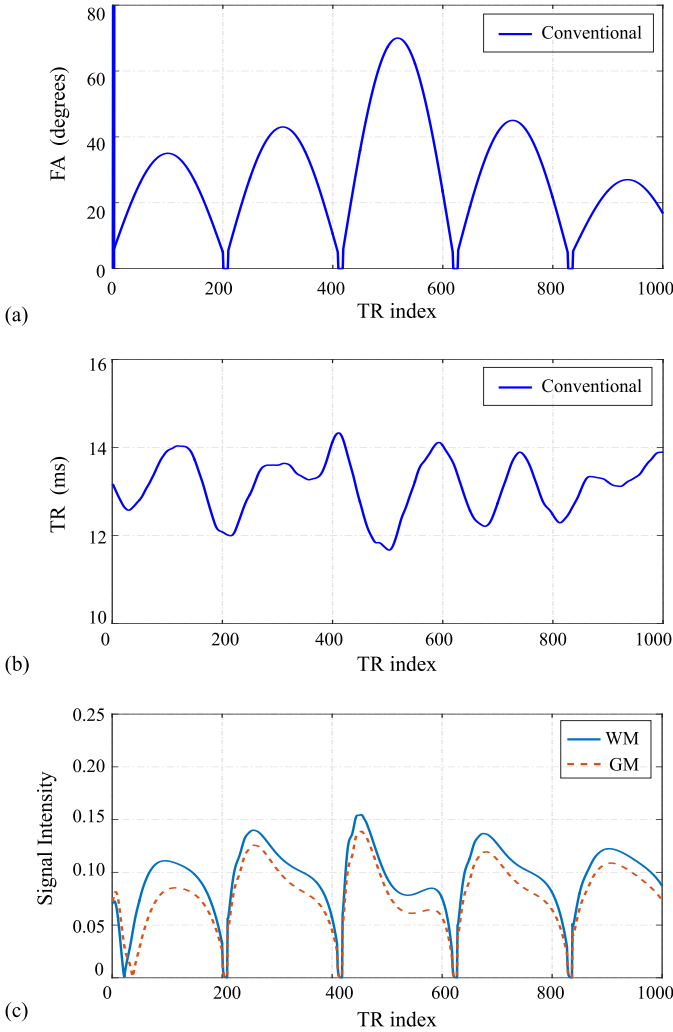 80
60
40
20
0
FA (degrees)
Conventional
0 200 400 600 800 1000
TR index
(a)
16
14
12
10
TR (ms)
Conventional
0 200 400 600 800 1000
TR index
(b)
0.25
0.20
0.15
0.10
0.05
0
Signal Intensity
WM
GM
0 200 400 600 800 1000
TR index
(c)